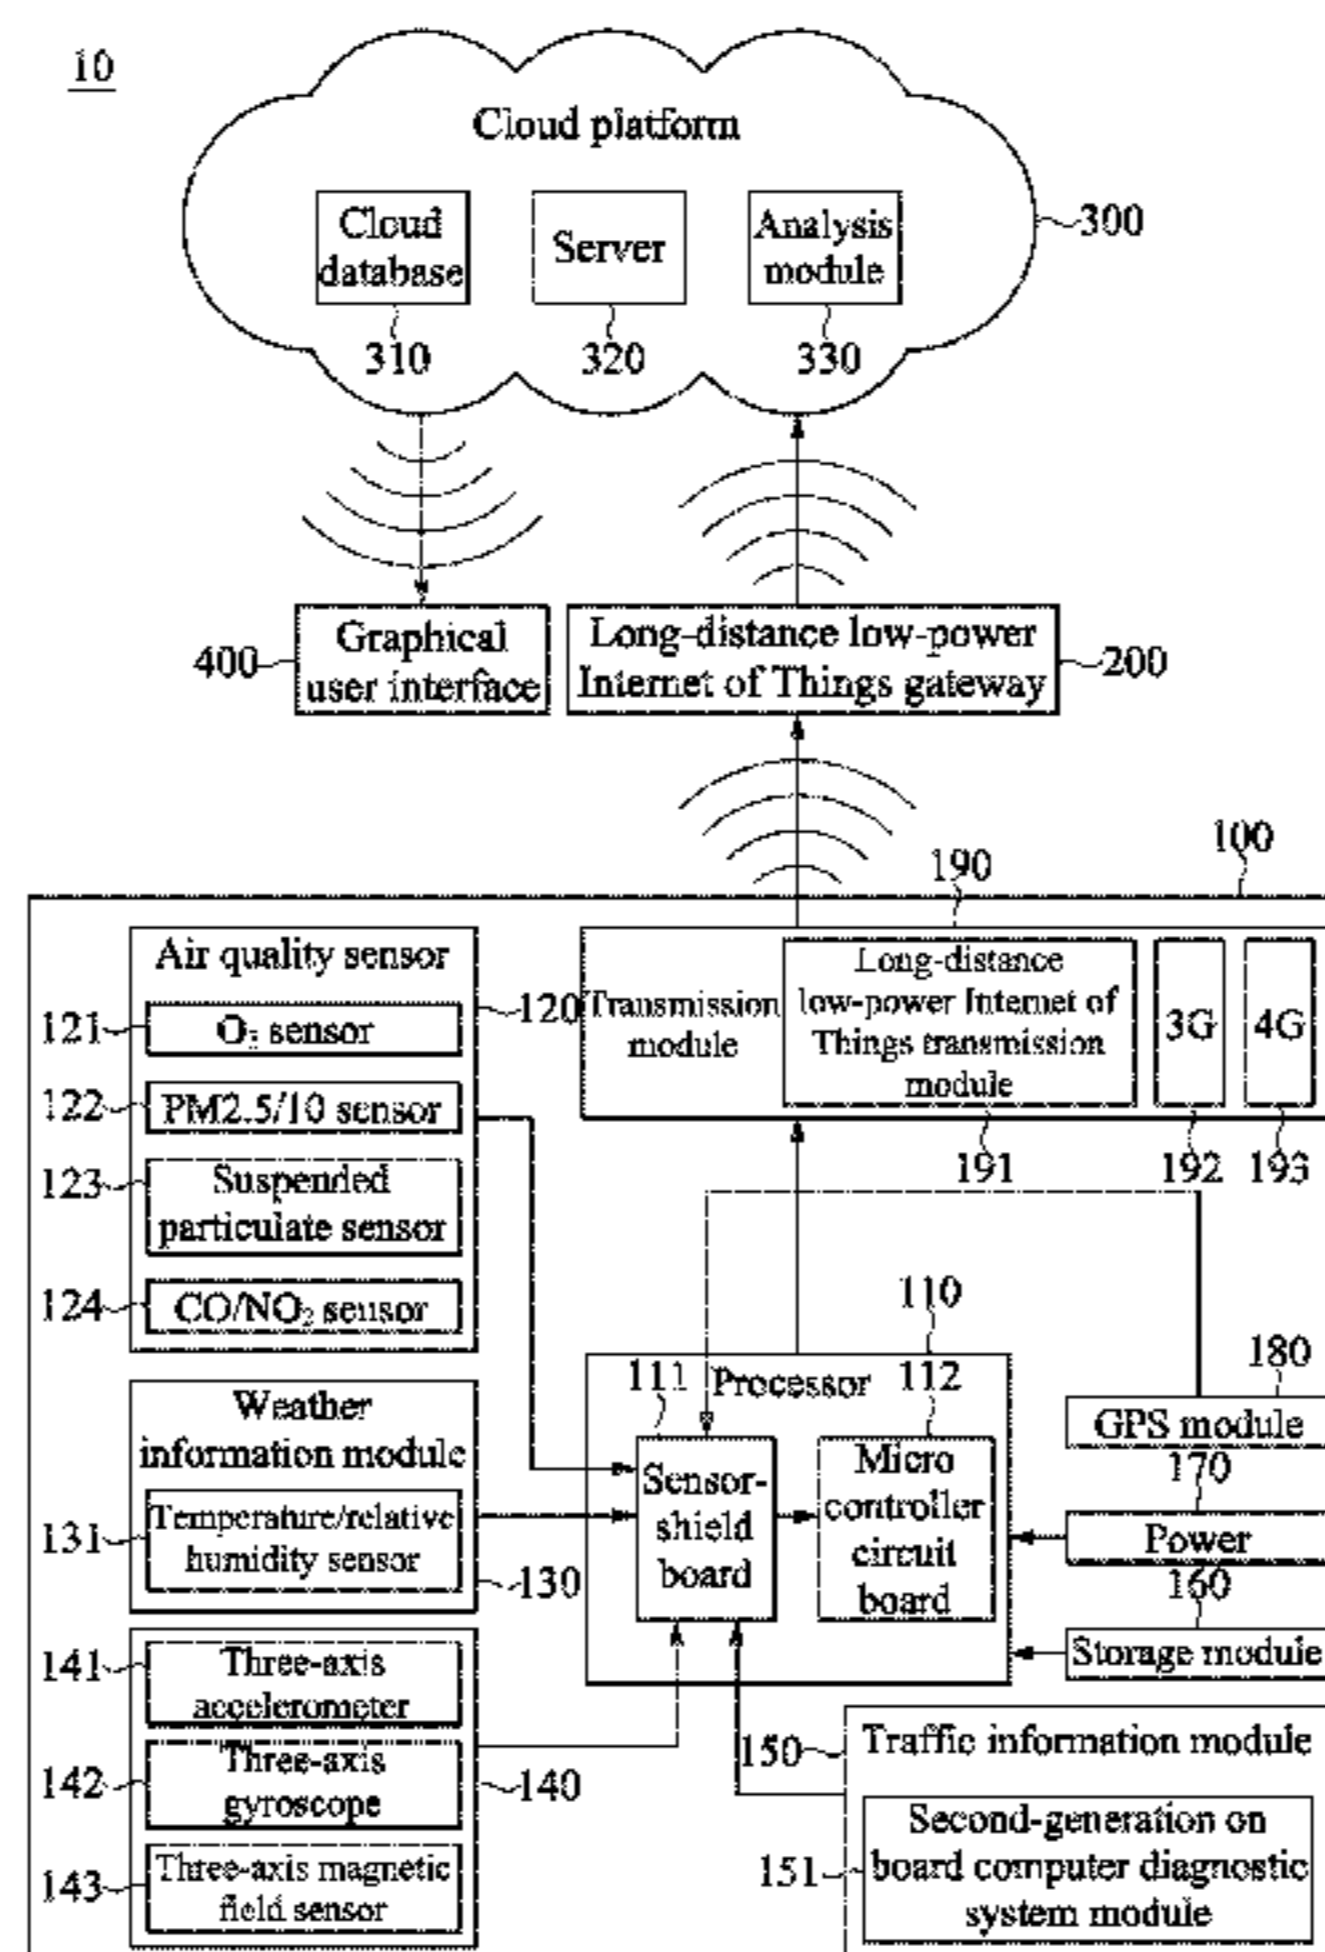 10
Cloud platform
Cloud
database
Server
Analysis
module
300
310
320
330
400
Graphical
user interface
Long-distance low-power
Internet of Things gateway
200
100
190
Air quality sensor
120
121
O3 sensor
122
PM2.5/10 sensor
123
Suspended
particulate sensor
124
CO/NO2 sensor
Transmission
module
Long-distance
low-power Internet of
Things transmission
module
3G
4G
191
192
193
110
111
Processor
112
180
GPS module
170
Power
160
Storage module
Weather
information module
131
Temperature/relative
humidity sensor
130
Sensor-
shield
board
Micro
controller
circuit
board
141
Three-axis
accelerometer
142
Three-axis
gyroscope
140
143
Three-axis magnetic
field sensor
150
Traffic information module
151
Second-generation on
board computer diagnostic
system module